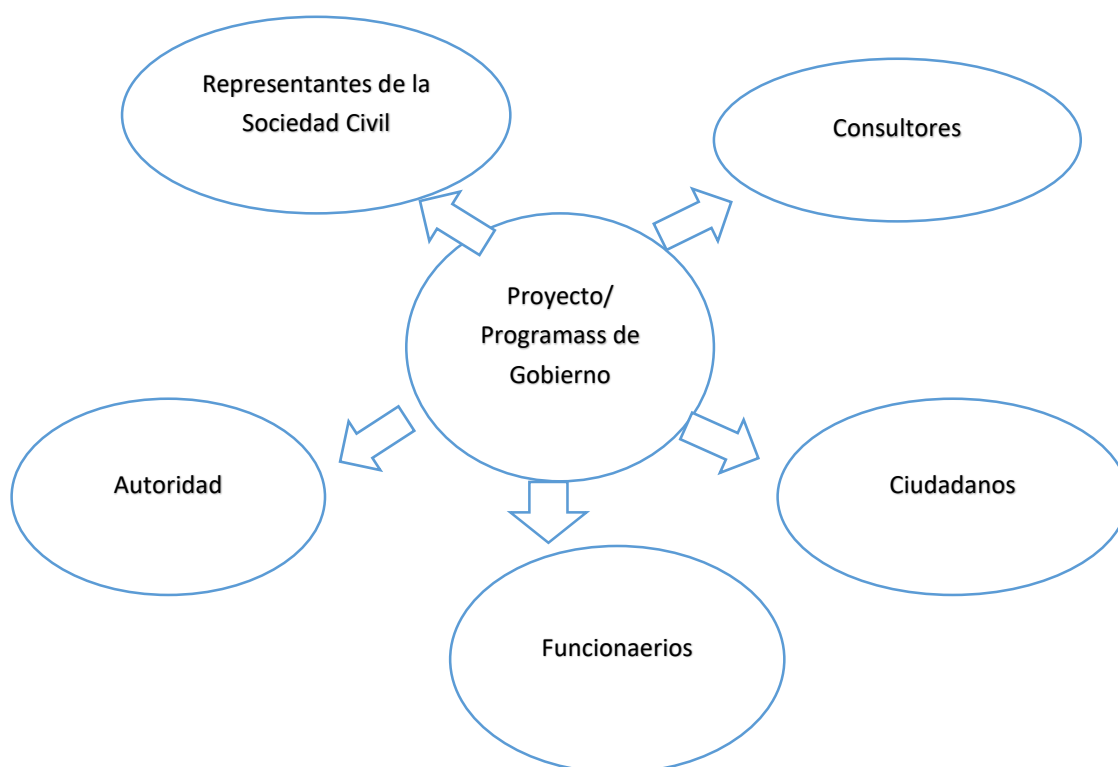 Representantes de la
Sociedad Civil
Consultores
Proyecto/
Programass de
Gobierno
Autoridad
Ciudadanos
Funcionaerios